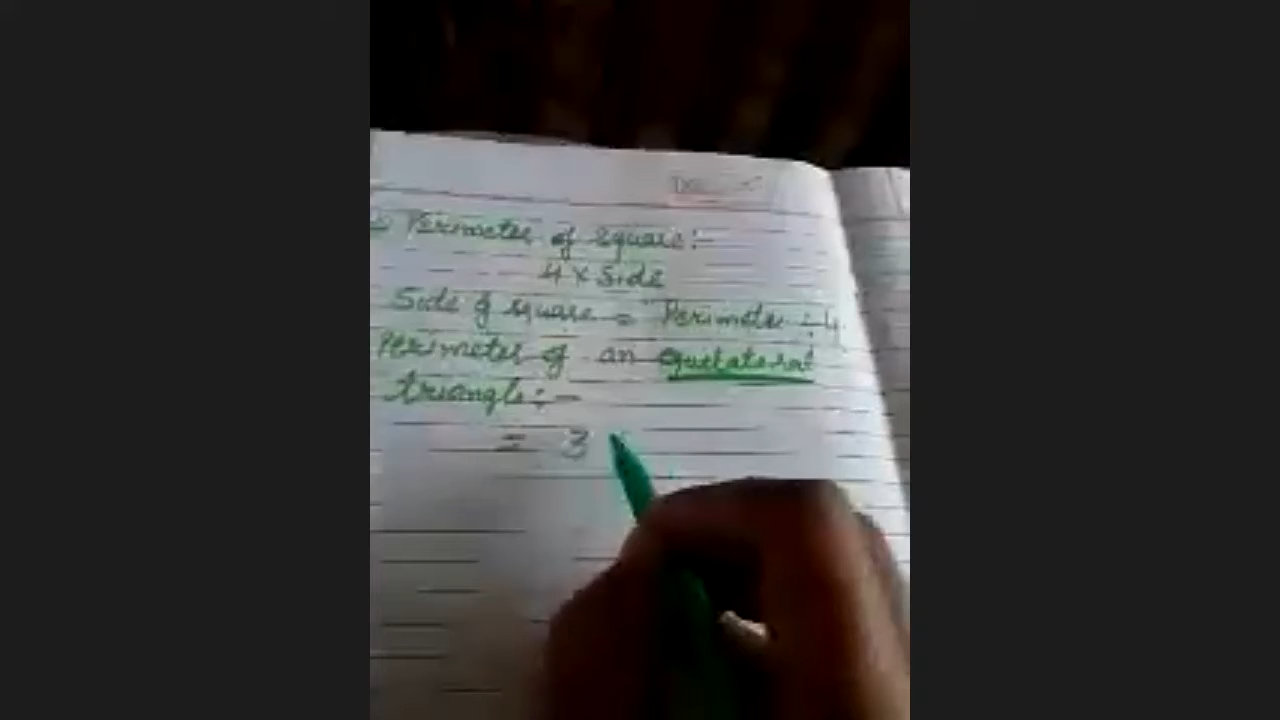 Perimeter of square:-
4 x Side
Side of square = Perimeter ÷ 4
Perimeter of an equilateral
triangle:-
= 3